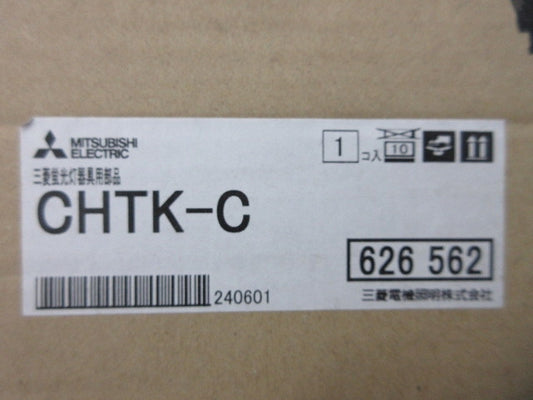 MITSUBISHI
ELECTRIC
1 コ入
10
三菱蛍光灯器具用部品
CHTK-C
626 562
240601
三菱電機照明株式会社